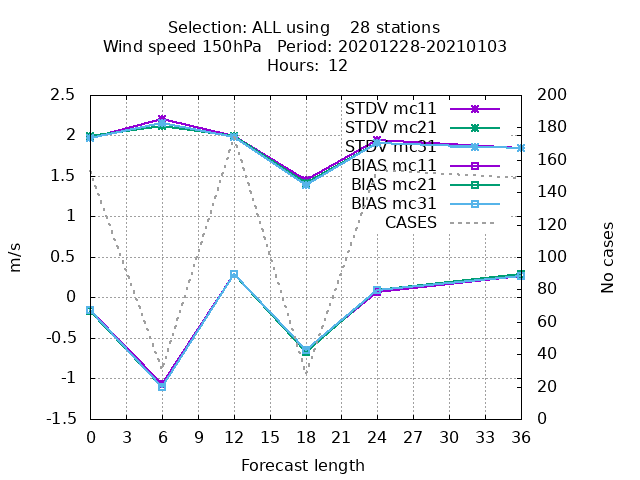 Selection: ALL using    28 stations
Wind speed 150hPa   Period: 20201228-20210103
Hours: 12
2.5
2
1.5
1
0.5
0
-0.5
-1
-1.5
m/s
STDV mc11
STDV mc21
STDV mc31
BIAS mc11
BIAS mc21
BIAS mc31
CASES
200
180
160
140
120
100
80
60
40
20
0
No cases
0 3 6 9 12 15 18 21 24 27 30 33 36
Forecast length